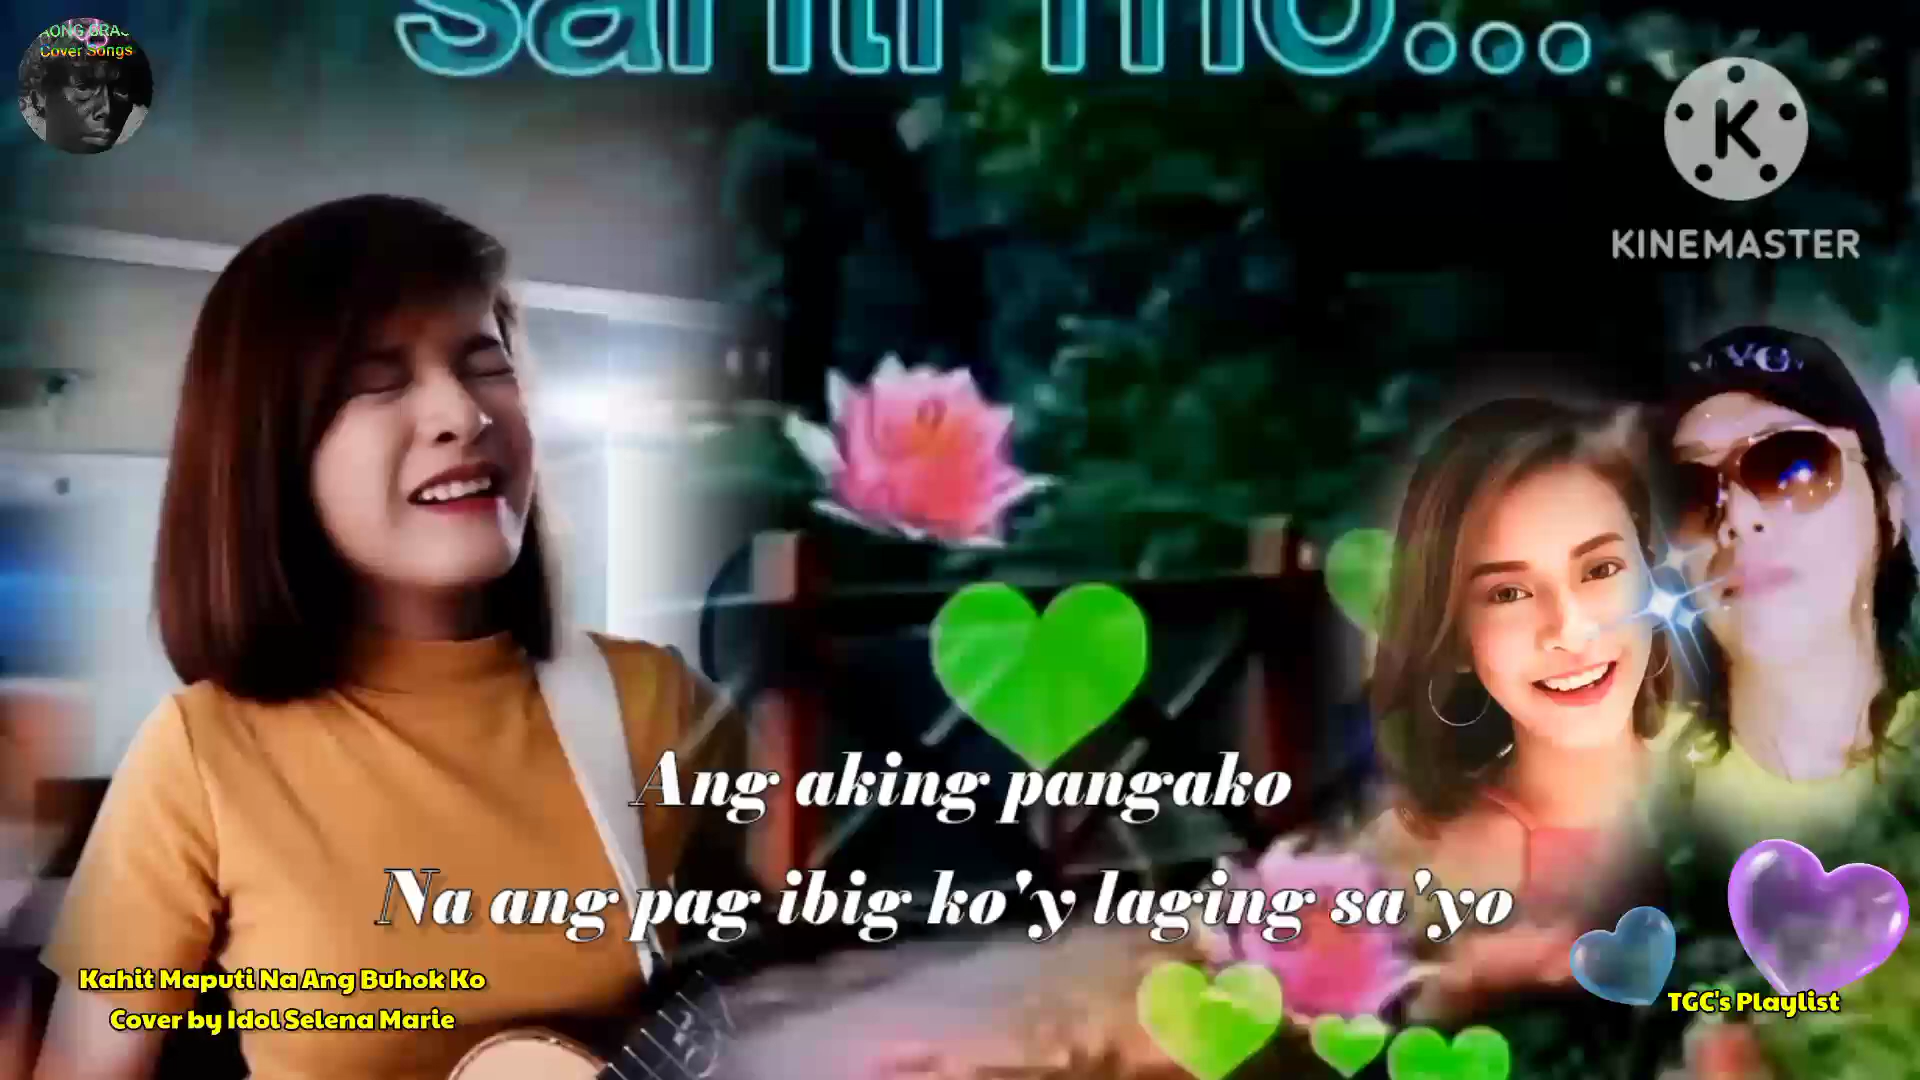 Cover Songs
KINEMASTER
Ang aking pangako
Na ang pag ibig ko'y laging sa'yo
Kahit Maputi Na Ang Buhok Ko
Cover by Idol Selena Marie
TGC's Playlist